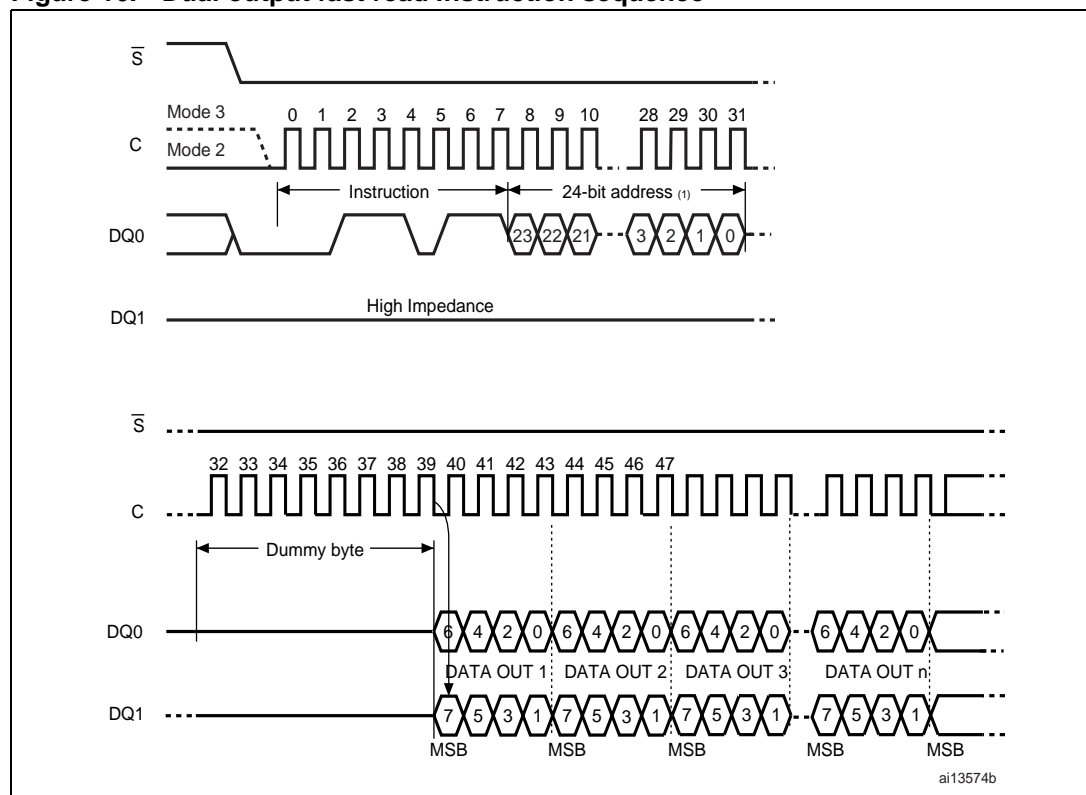 Figure 10. Dual output fast read instruction sequence
S
Mode 3
0 1 2 3 4 5 6 7 8 9 10 28 29 30 31
C
Mode 2
Instruction 24-bit address (1)
DQ0 23 22 21 3 2 1 0
High Impedance
DQ1
S
32 33 34 35 36 37 38 39 40 41 42 43 44 45 46 47
C
Dummy byte
DQ0 6 4 2 0 6 4 2 0 6 4 2 0 6 4 2 0
DATA OUT 1 DATA OUT 2 DATA OUT 3 DATA OUT n
DQ1 7 5 3 1 7 5 3 1 7 5 3 1 7 5 3 1
MSB MSB MSB MSB MSB
ai13574b